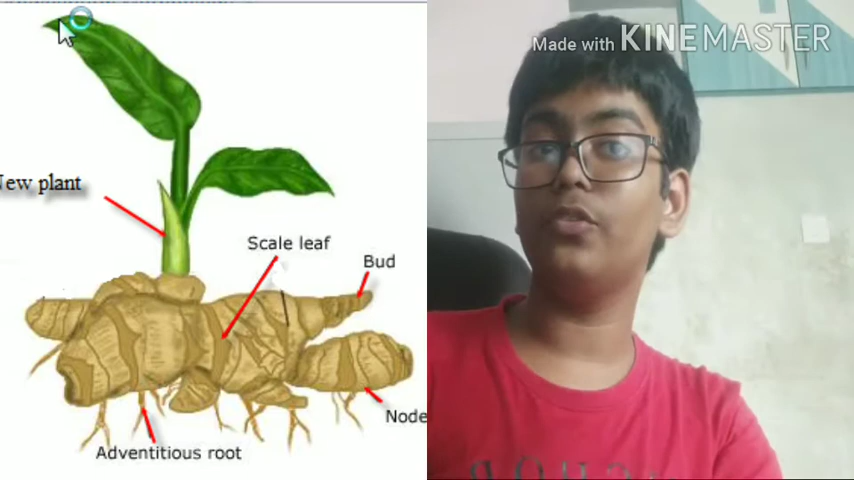 Made with KINEMASTER
New plant
Scale leaf
Bud
Node
Adventitious root